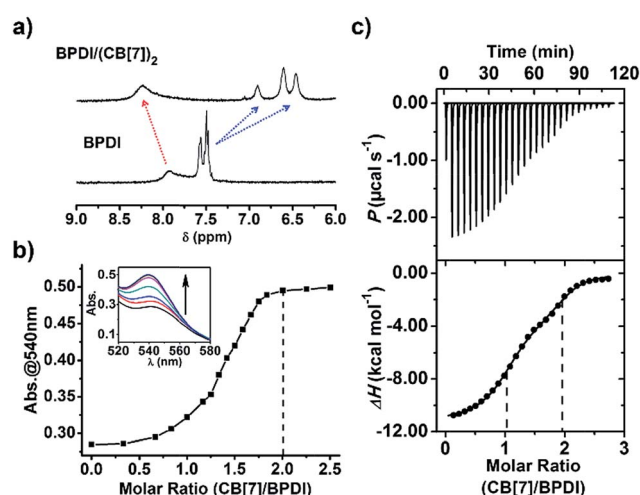 a)
BPDI/(CB[7])2
BPDI
9.0 8.5 8.0 7.5 7.0 6.5 6.0
δ (ppm)
b)
Abs.@540nm
0.50
0.45
0.40
0.35
0.30
0.5
0.3
0.1
Abs.
520 540 560 580
λ (nm)
0.0 0.5 1.0 1.5 2.0 2.5
Molar Ratio (CB[7]/BPDI)
c)
Time (min)
0 30 60 90 120
0.00
-1.00
-2.00
P (μcal s-1)
0.00
-4.00
-8.00
-12.00
ΔH (kcal mol-1)
0 1 2 3
Molar Ratio
(CB[7]/BPDI)